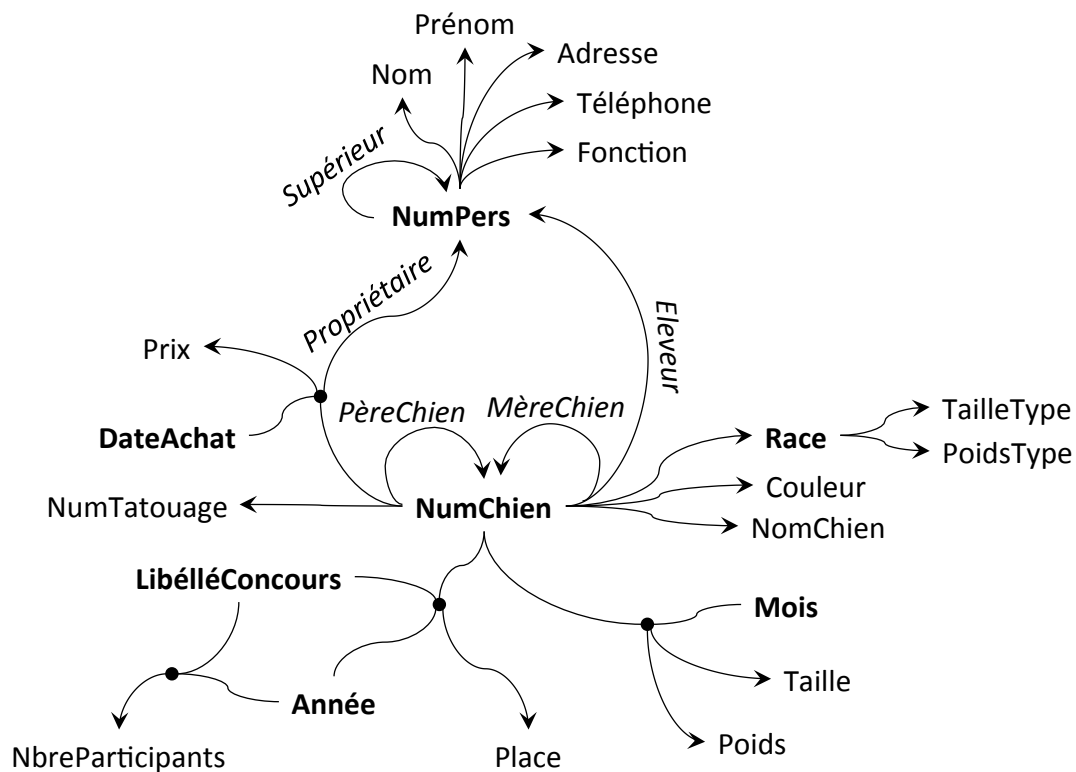 Prénom
Adresse
Nom
Téléphone
Fonction
Supérieur
NumPers
Propriétaire
Eleveur
Prix
PèreChien
MèreChien
TailleType
DateAchat
Race
PoidsType
Couleur
NumTatouage
NumChien
NomChien
LibélléConcours
Mois
Taille
Année
NbreParticipants
Place
Poids